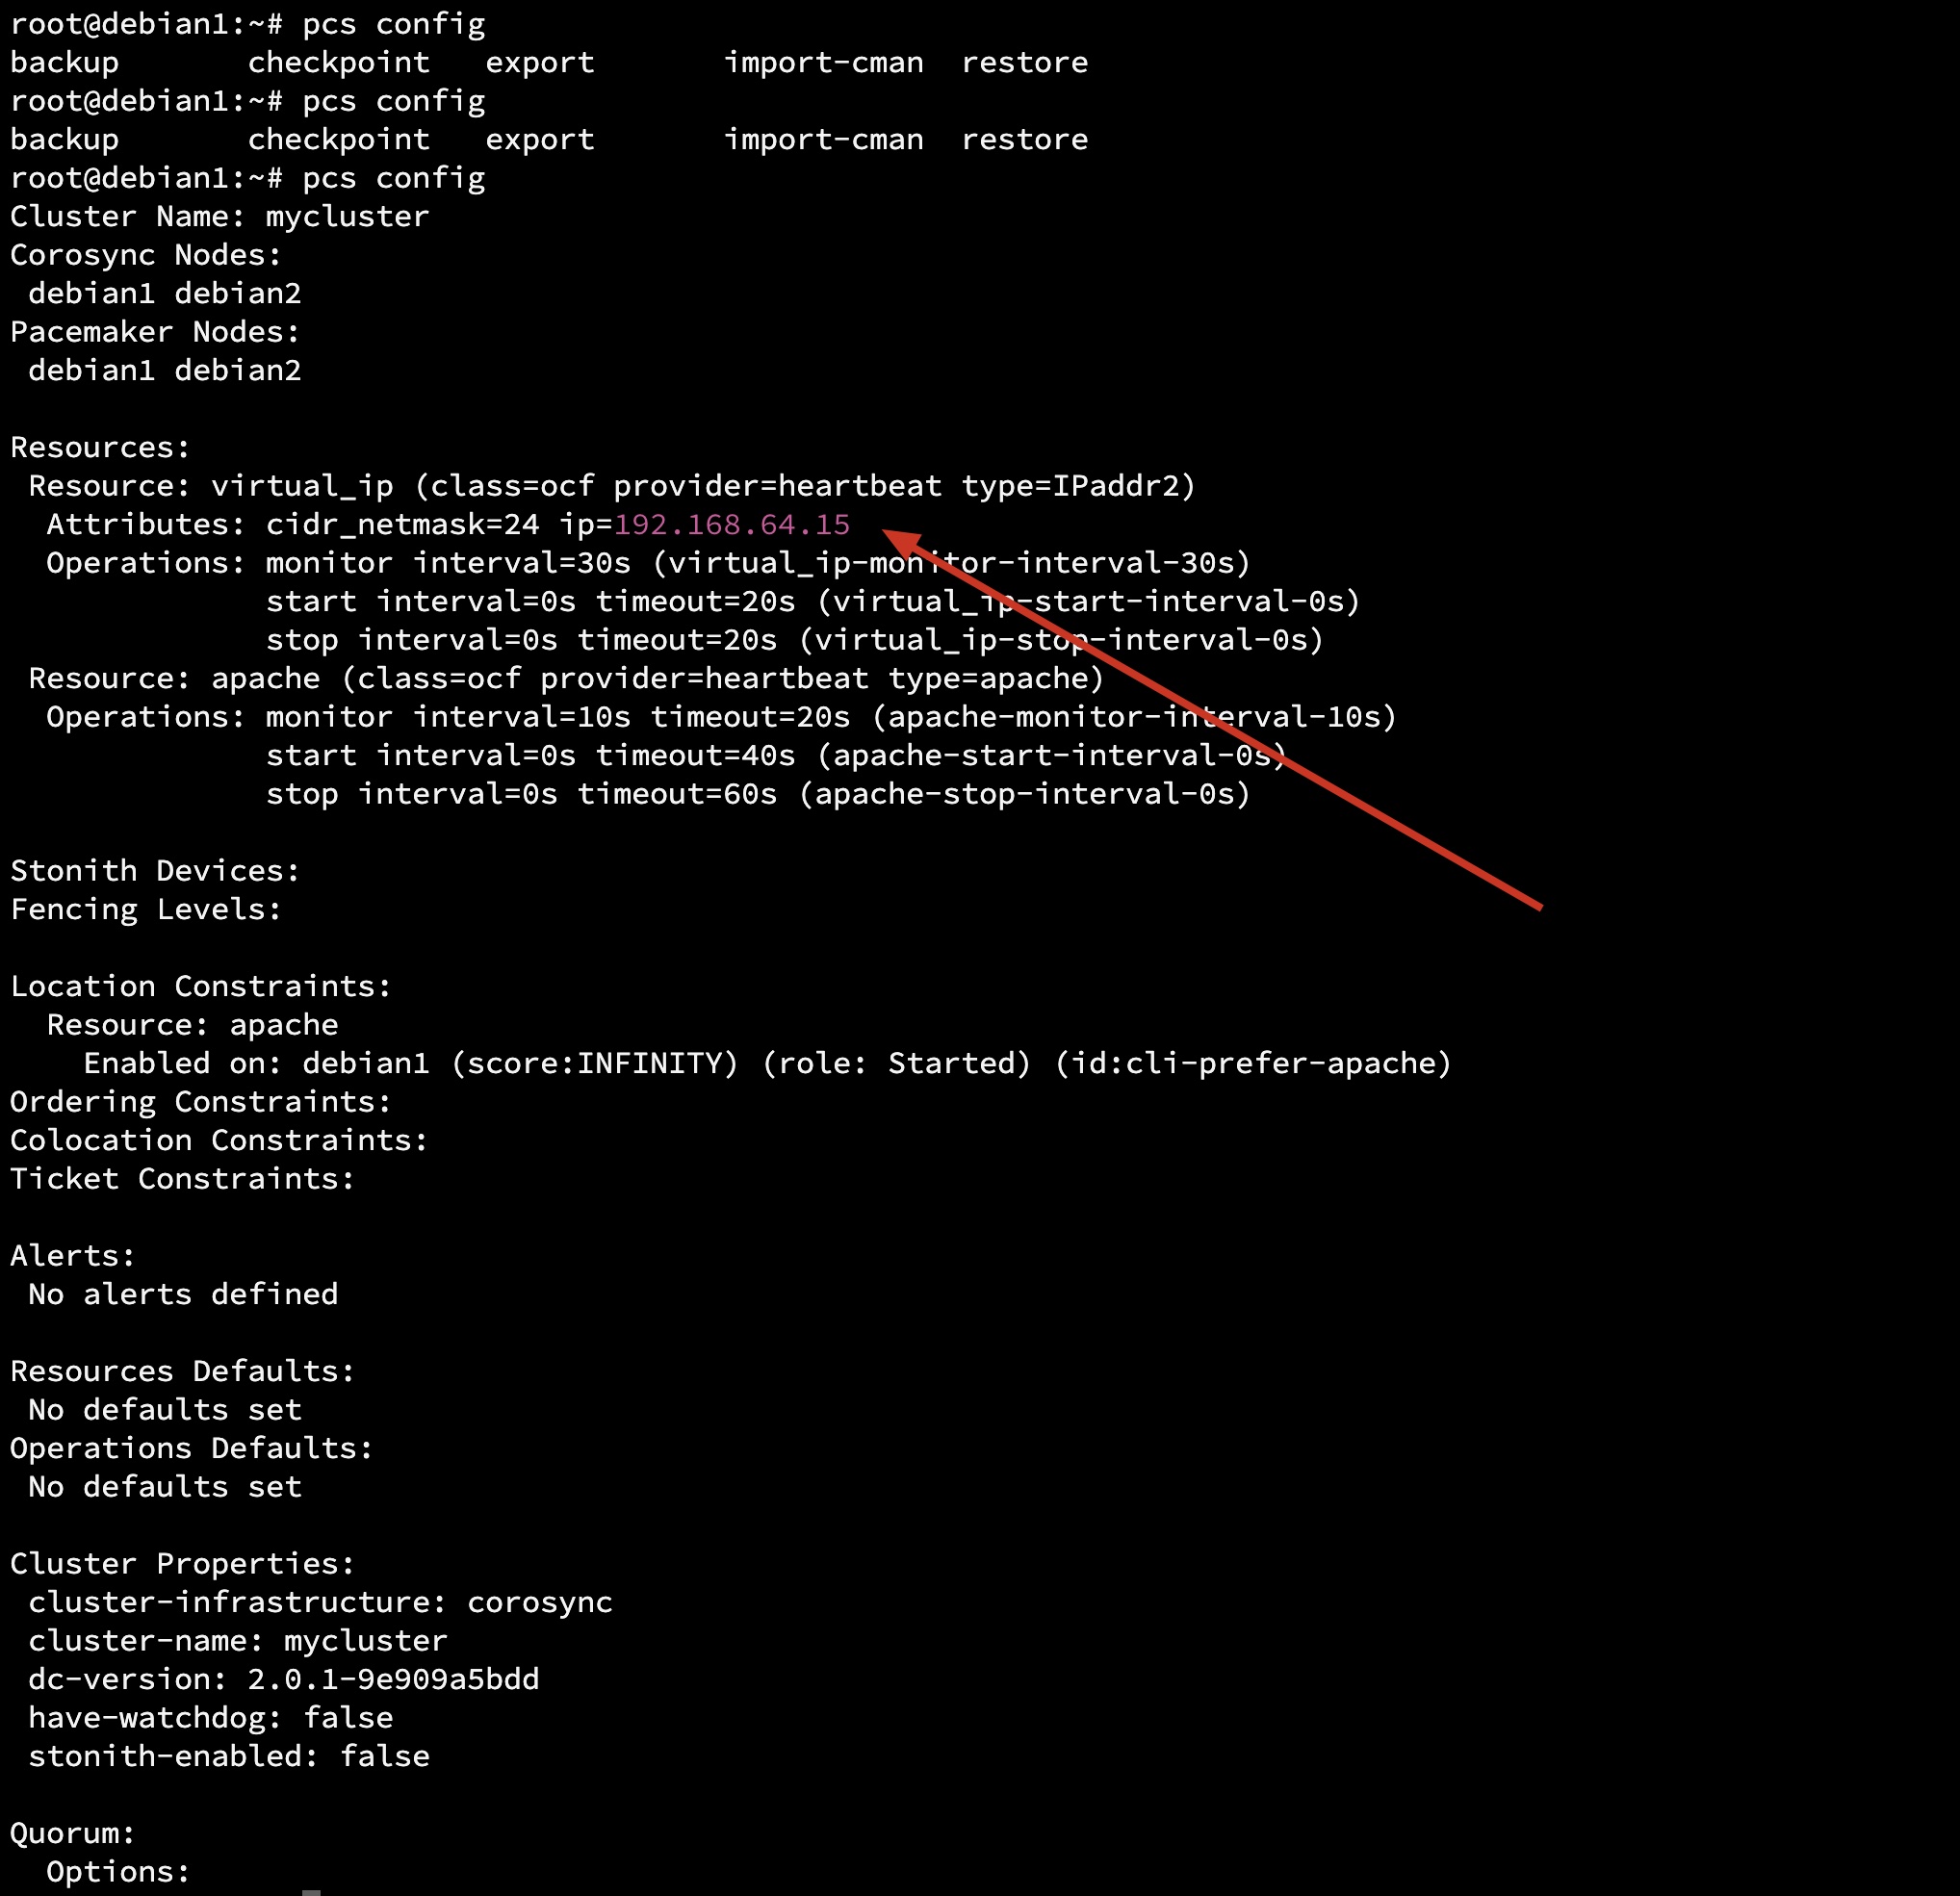 root@debian1:~# pcs config
backup       checkpoint   export       import-cman  restore
root@debian1:~# pcs config
backup       checkpoint   export       import-cman  restore
root@debian1:~# pcs config
Cluster Name: mycluster
Corosync Nodes:
 debian1 debian2
Pacemaker Nodes:
 debian1 debian2

Resources:
 Resource: virtual_ip (class=ocf provider=heartbeat type=IPaddr2)
  Attributes: cidr_netmask=24 ip=192.168.64.15
  Operations: monitor interval=30s (virtual_ip-monitor-interval-30s)
              start interval=0s timeout=20s (virtual_ip-start-interval-0s)
              stop interval=0s timeout=20s (virtual_ip-stop-interval-0s)
 Resource: apache (class=ocf provider=heartbeat type=apache)
  Operations: monitor interval=10s timeout=20s (apache-monitor-interval-10s)
              start interval=0s timeout=40s (apache-start-interval-0s)
              stop interval=0s timeout=60s (apache-stop-interval-0s)

Stonith Devices:
Fencing Levels:

Location Constraints:
  Resource: apache
    Enabled on: debian1 (score:INFINITY) (role: Started) (id:cli-prefer-apache)
Ordering Constraints:
Colocation Constraints:
Ticket Constraints:

Alerts:
 No alerts defined

Resources Defaults:
 No defaults set
Operations Defaults:
 No defaults set

Cluster Properties:
 cluster-infrastructure: corosync
 cluster-name: mycluster
 dc-version: 2.0.1-9e909a5bdd
 have-watchdog: false
 stonith-enabled: false

Quorum:
  Options: